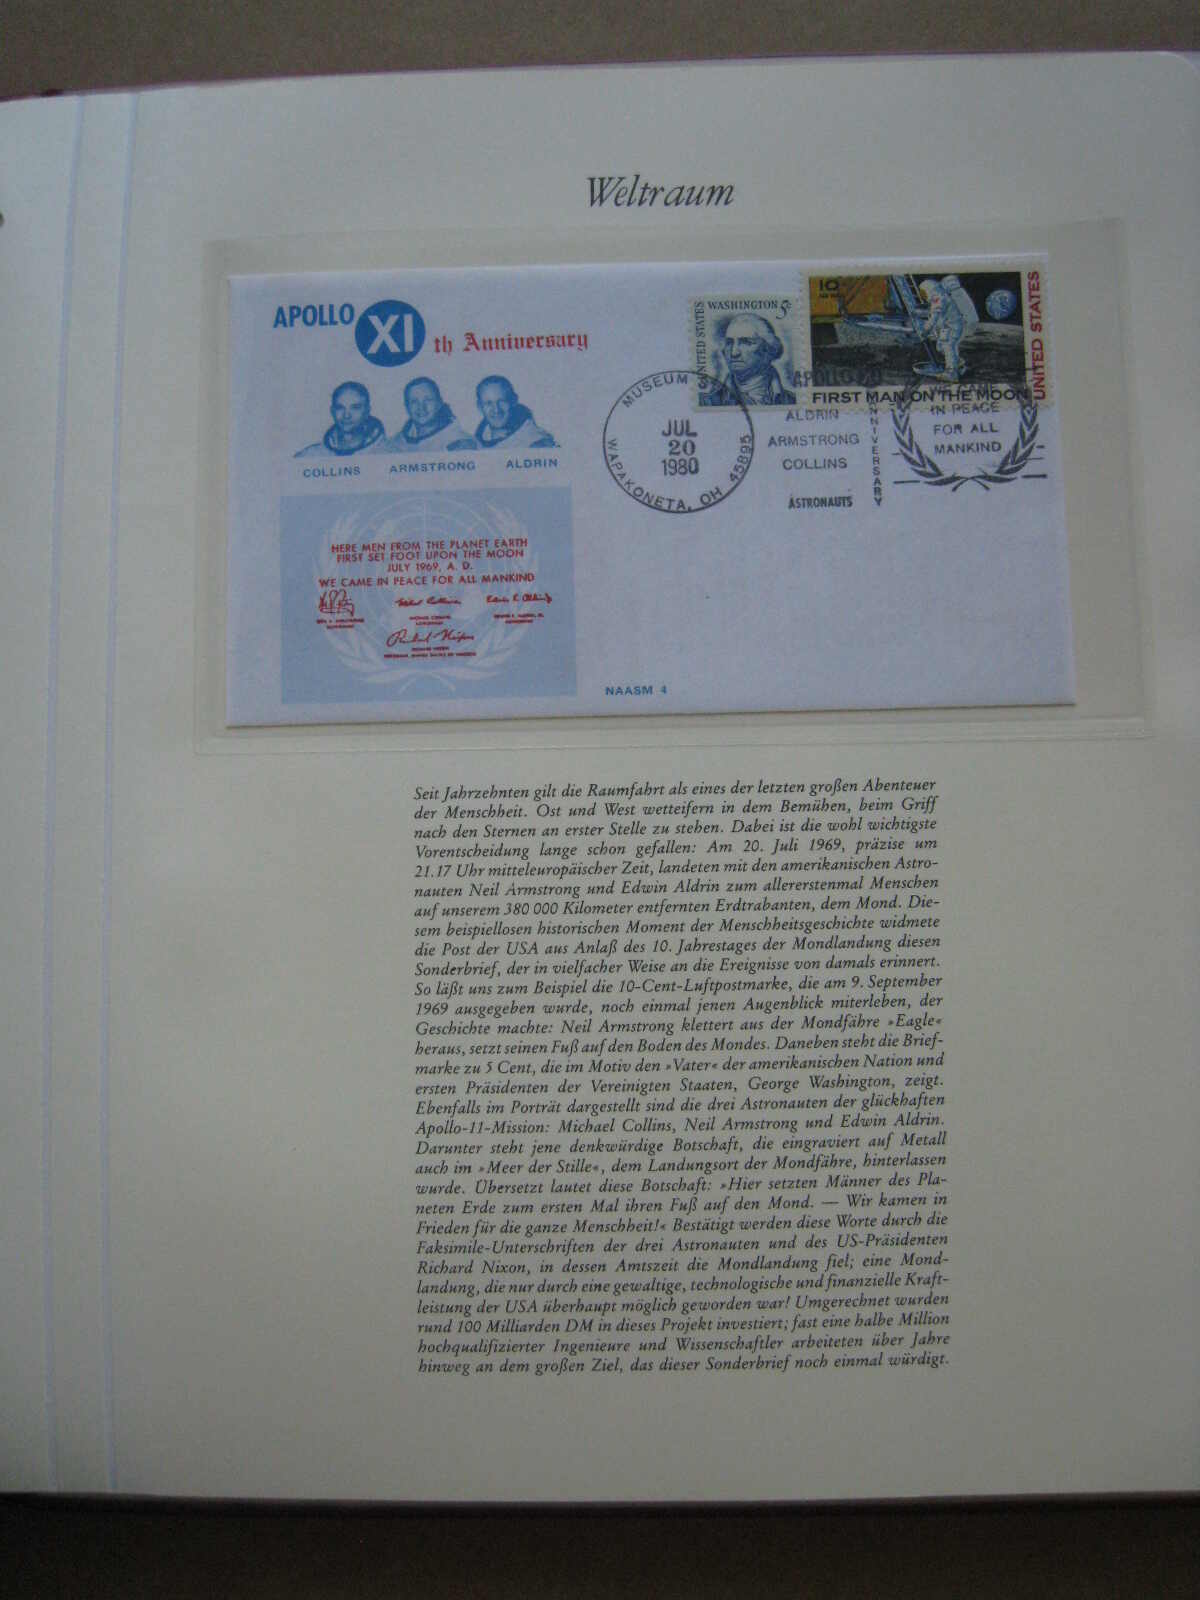 Weltraum
APOLLO XI th Anniversary
COLLINS ARMSTRONG ALDRIN
HERE MEN FROM THE PLANET EARTH
FIRST SET FOOT UPON THE MOON
JULY 1969, A. D.
WE CAME IN PEACE FOR ALL MANKIND
NAASM 4
UNITED STATES
WASHINGTON 5c
10c
UNITED STATES
FIRST MAN ON THE MOON
MUSEUM
JUL
20
1980
WAPAKONETA, OH 45895
APOLLO
ALDRIN
ARMSTRONG
COLLINS
ASTRONAUTS
ANNIVERSARY
WE CAME
IN PEACE
FOR ALL
MANKIND
Seit Jahrzehnten gilt die Raumfahrt als eines der letzten großen Abenteuer
der Menschheit. Ost und West wetteifern in dem Bemühen, beim Griff
nach den Sternen an erster Stelle zu stehen. Dabei ist die wohl wichtigste
Vorentscheidung lange schon gefallen: Am 20. Juli 1969, präzise um
21.17 Uhr mitteleuropäischer Zeit, landeten mit den amerikanischen Astro-
nauten Neil Armstrong und Edwin Aldrin zum allererstenmal Menschen
auf unserem 380 000 Kilometer entfernten Erdtrabanten, dem Mond. Die-
sem beispiellosen historischen Moment der Menschheitsgeschichte widmete
die Post der USA aus Anlaß des 10. Jahrestages der Mondlandung diesen
Sonderbrief, der in vielfacher Weise an die Ereignisse von damals erinnert.
So läßt uns zum Beispiel die 10-Cent-Luftpostmarke, die am 9. September
1969 ausgegeben wurde, noch einmal jenen Augenblick miterleben, der
Geschichte machte: Neil Armstrong klettert aus der Mondfähre »Eagle«
heraus, setzt seinen Fuß auf den Boden des Mondes. Daneben steht die Brief-
marke zu 5 Cent, die im Motiv den »Vater« der amerikanischen Nation und
ersten Präsidenten der Vereinigten Staaten, George Washington, zeigt.
Ebenfalls im Porträt dargestellt sind die drei Astronauten der glückhaften
Apollo-11-Mission: Michael Collins, Neil Armstrong und Edwin Aldrin.
Darunter steht jene denkwürdige Botschaft, die eingraviert auf Metall
auch im »Meer der Stille«, dem Landungsort der Mondfähre, hinterlassen
wurde. Übersetzt lautet diese Botschaft: »Hier setzten Männer des Pla-
neten Erde zum ersten Mal ihren Fuß auf den Mond. — Wir kamen in
Frieden für die ganze Menschheit!« Bestätigt werden diese Worte durch die
Faksimile-Unterschriften der drei Astronauten und des US-Präsidenten
Richard Nixon, in dessen Amtszeit die Mondlandung fiel; eine Mond-
landung, die nur durch eine gewaltige, technologische und finanzielle Kraft-
leistung der USA überhaupt möglich geworden war! Umgerechnet wurden
rund 100 Milliarden DM in dieses Projekt investiert; fast eine halbe Million
hochqualifizierter Ingenieure und Wissenschaftler arbeiteten über Jahre
hinweg an dem großen Ziel, das dieser Sonderbrief noch einmal würdigt.